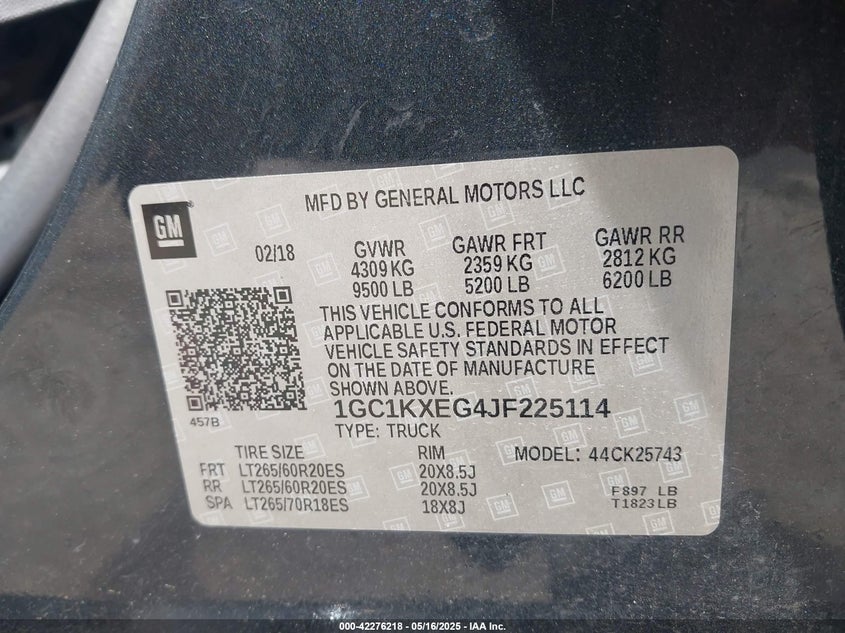 MFD BY GENERAL MOTORS LLC
GM
02/18 GVWR GAWR FRT GAWR RR
4309 KG 2359 KG 2812 KG
9500 LB 5200 LB 6200 LB
THIS VEHICLE CONFORMS TO ALL
APPLICABLE U.S. FEDERAL MOTOR
VEHICLE SAFETY STANDARDS IN EFFECT
ON THE DATE OF MANUFACTURE
SHOWN ABOVE.
457B
1GC1KXEG4JF225114
TYPE: TRUCK
TIRE SIZE RIM MODEL: 44CK25743
FRT LT265/60R20ES 20X8.5J
RR LT265/60R20ES 20X8.5J F897 LB
SPA LT265/70R18ES 18X8J T1823LB
000-42276218 - 05/16/2025 - IAA Inc.